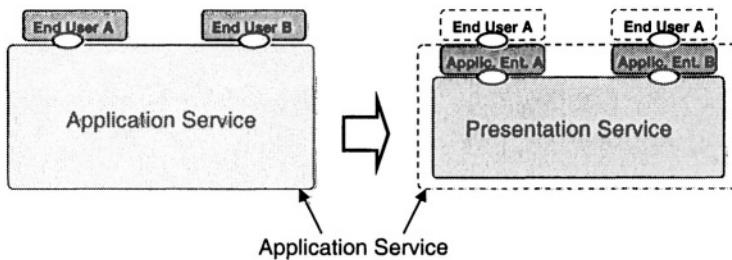 End User A
End User B
Application Service
End User A
End User A
Applic. Ent. A
Applic. Ent. B
Presentation Service
Application Service